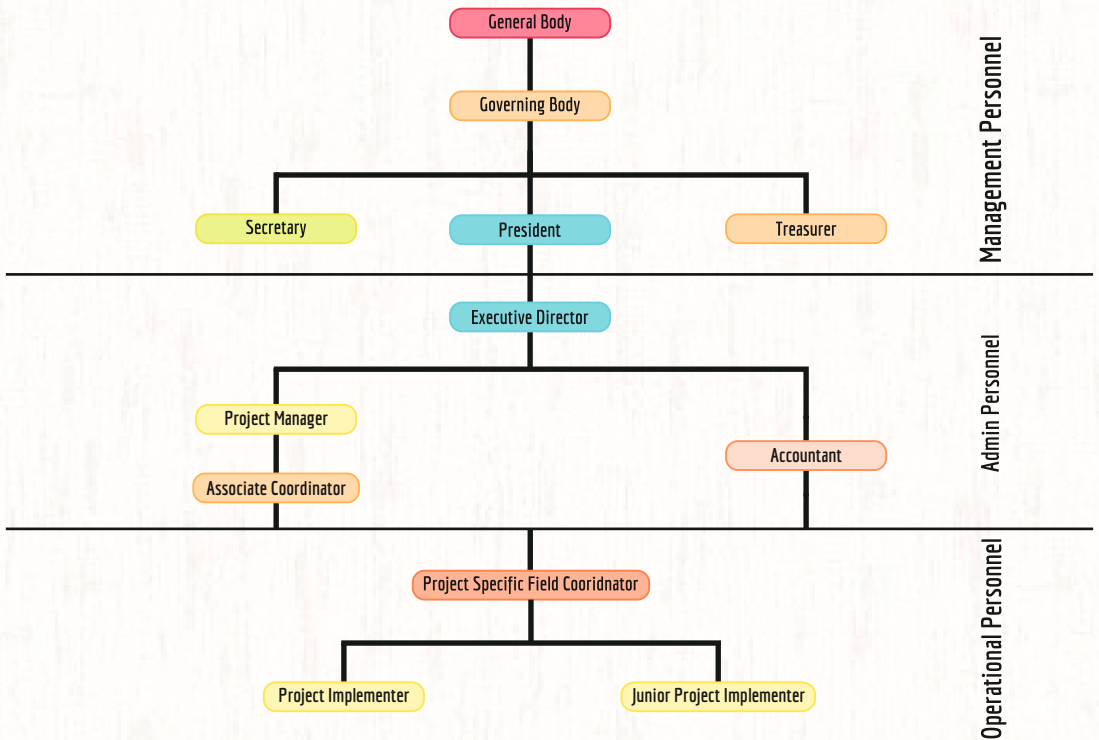 General Body
Governing Body
Secretary
President
Treasurer
Management Personnel
Executive Director
Project Manager
Accountant
Associate Coordinator
Admin Personnel
Project Specific Field Cooridnator
Project Implementer
Junior Project Implementer
Operational Personnel